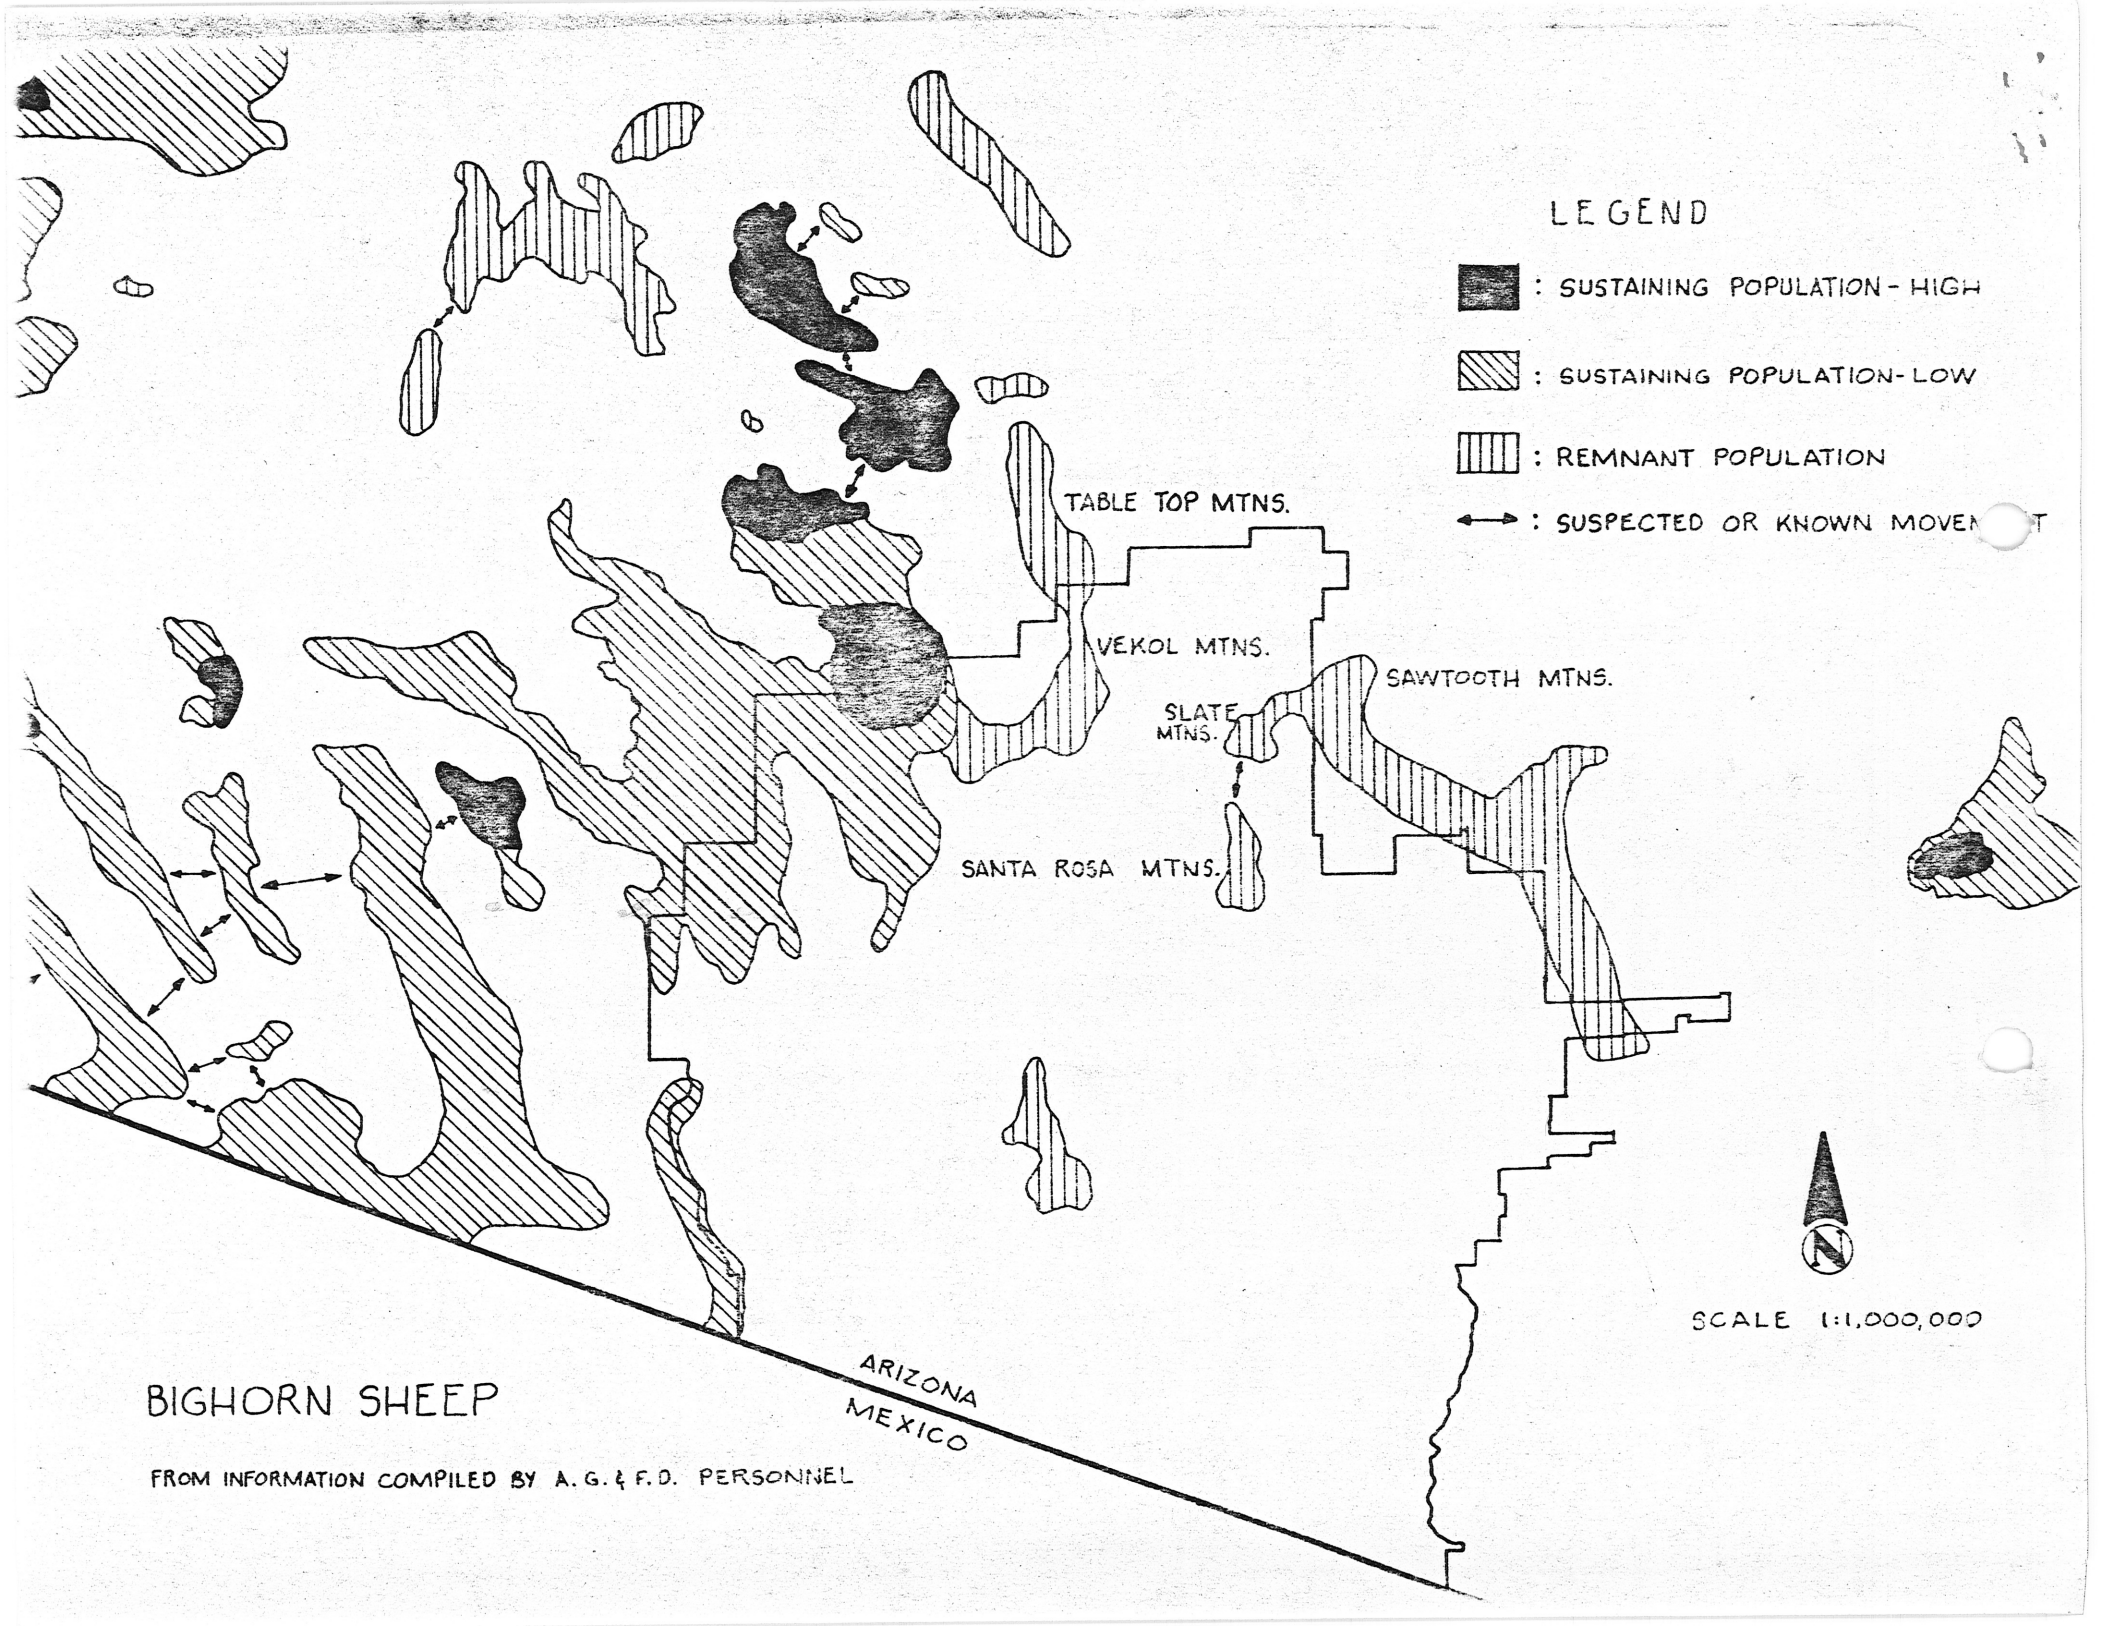 LEGEND
: SUSTAINING POPULATION - HIGH
: SUSTAINING POPULATION - LOW
: REMNANT POPULATION
: SUSPECTED OR KNOWN
TABLE TOP MTNS.
VEKOL MTNS.
SAWTOOTH MTNS.
SLATE
MTNS.
SANTA ROSA MTNS.
N
SCALE 1:1,000,000
ARIZONA
MEXICO
BIGHORN SHEEP
FROM INFORMATION COMPILED BY A. G. & F. D. PERSONNEL